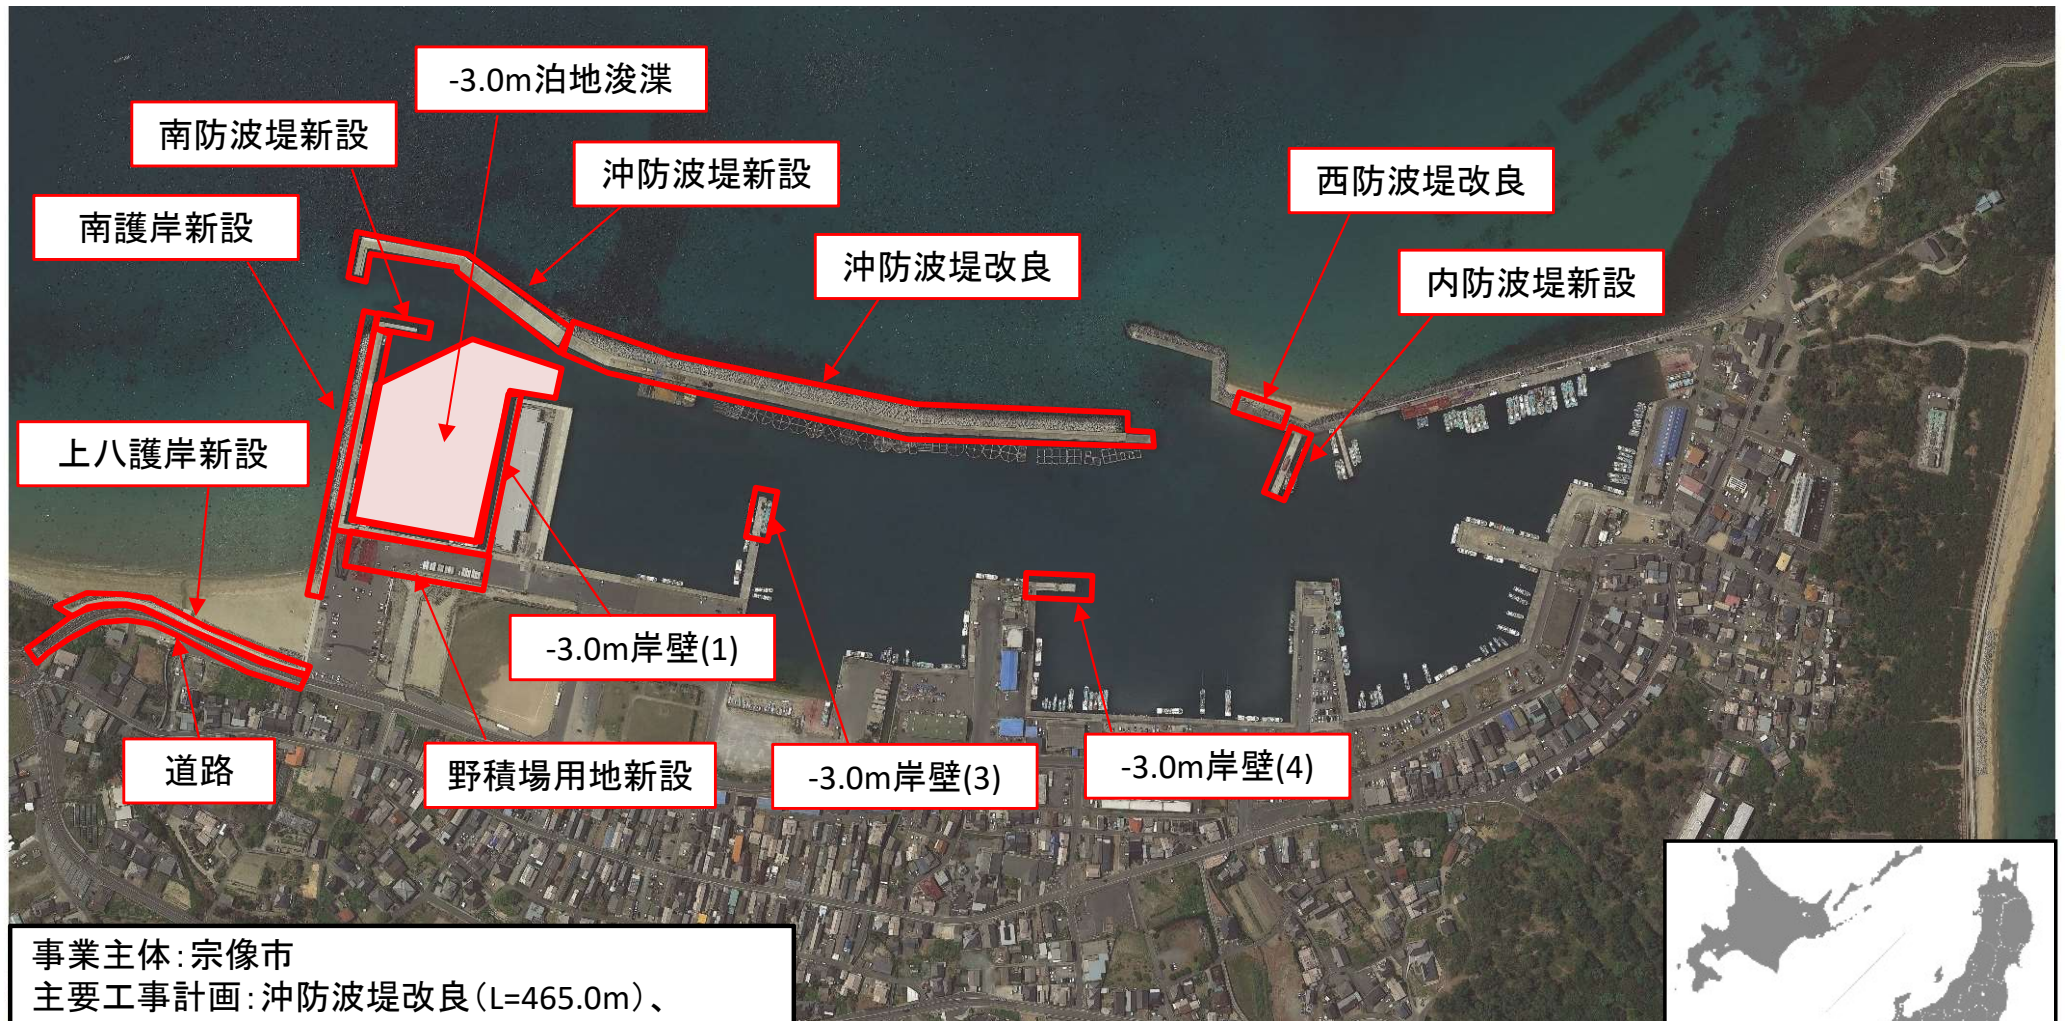 -3.0m泊地浚渫
南防波堤新設
沖防波堤新設
西防波堤改良
南護岸新設
沖防波堤改良
内防波堤新設
上八護岸新設
-3.0m岸壁(1)
道路
野積場用地新設
-3.0m岸壁(3)
-3.0m岸壁(4)
事業主体：宗像市
主要工事計画：沖防波堤改良（L=465.0m）、